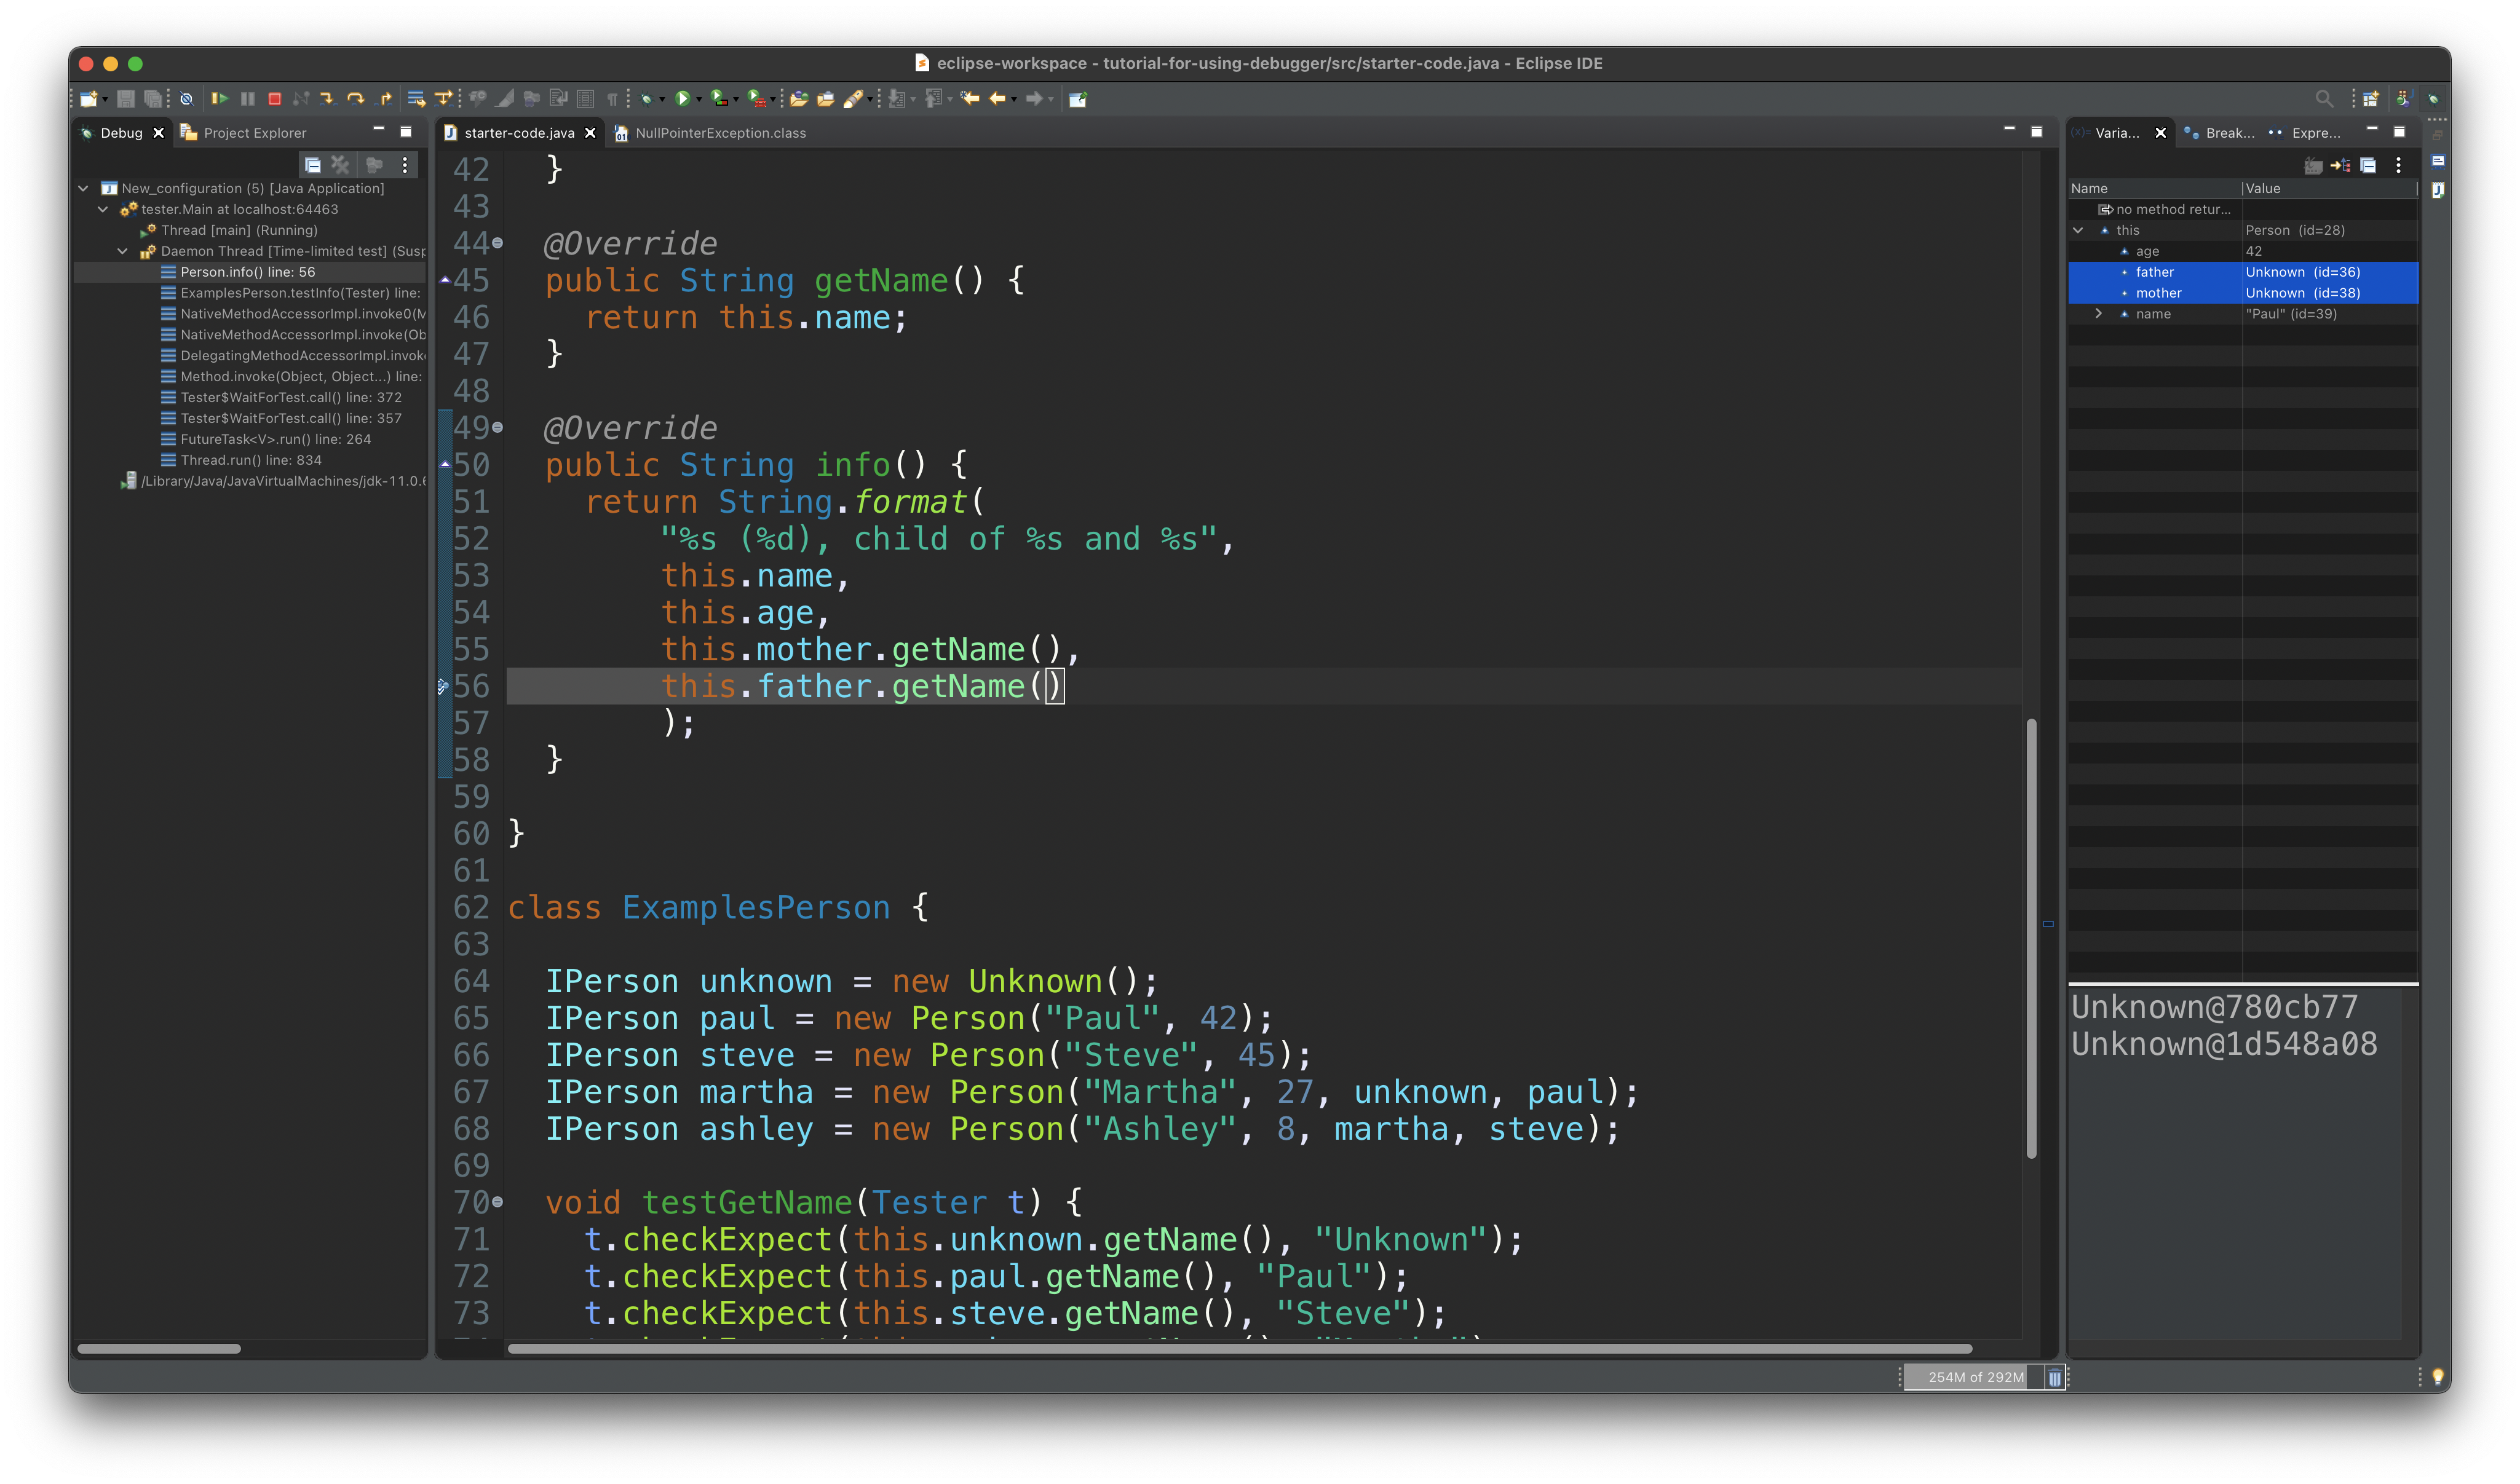 eclipse-workspace - tutorial-for-using-debugger/src/starter-code.java - Eclipse IDE
Debug
Project Explorer
New_configuration (5) [Java Application]
tester.Main at localhost:64463
Thread [main] (Running)
Daemon Thread [Time-limited test] (Susp
Person.info() line: 56
ExamplesPerson.testInfo(Tester) line:
NativeMethodAccessorImpl.invoke0(M
NativeMethodAccessorImpl.invoke(Ob
DelegatingMethodAccessorImpl.invok
Method.invoke(Object, Object...) line:
Tester$WaitForTest.call() line: 372
Tester$WaitForTest.call() line: 357
FutureTask<V>.run() line: 264
Thread.run() line: 834
/Library/Java/JavaVirtualMachines/jdk-11.0.6
starter-code.java
NullPointerException.class
42 }
43
44 @Override
45 public String getName() {
46 return this.name;
47 }
48
49 @Override
50 public String info() {
51 return String.format(
52 "%s (%d), child of %s and %s",
53 this.name,
54 this.age,
55 this.mother.getName(),
56 this.father.getName()
57 );
58 }
59
60 }
61
62 class ExamplesPerson {
63
64 IPerson unknown = new Unknown();
65 IPerson paul = new Person("Paul", 42);
66 IPerson steve = new Person("Steve", 45);
67 IPerson martha = new Person("Martha", 27, unknown, paul);
68 IPerson ashley = new Person("Ashley", 8, martha, steve);
69
70 void testGetName(Tester t) {
71 t.checkExpect(this.unknown.getName(), "Unknown");
72 t.checkExpect(this.paul.getName(), "Paul");
73 t.checkExpect(this.steve.getName(), "Steve");
(x)= Varia...
Break...
Expre...
Name Value
no method retur...
this Person (id=28)
age 42
father Unknown (id=36)
mother Unknown (id=38)
name "Paul" (id=39)
Unknown@780cb77
Unknown@1d548a08
254M of 292M